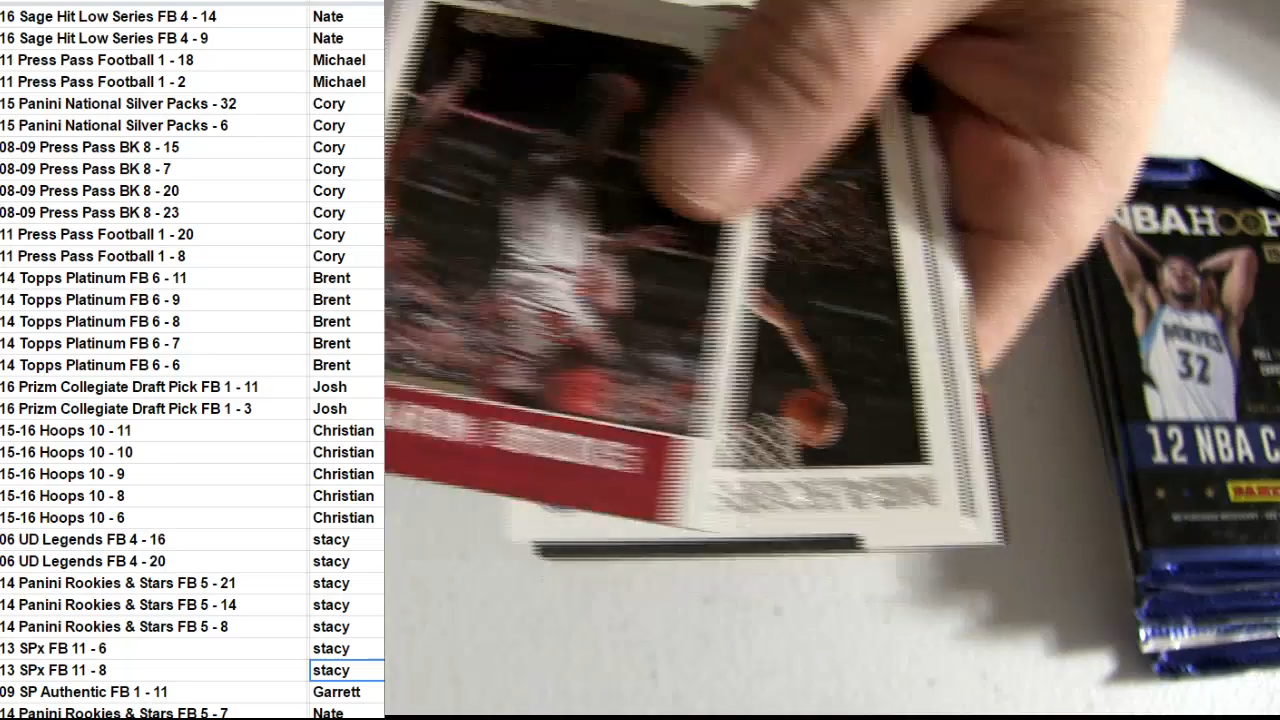 16 Sage Hit Low Series FB 4 - 14 Nate
16 Sage Hit Low Series FB 4 - 9 Nate
11 Press Pass Football 1 - 18 Michael
11 Press Pass Football 1 - 2 Michael
15 Panini National Silver Packs - 32 Cory
15 Panini National Silver Packs - 6 Cory
08-09 Press Pass BK 8 - 15 Cory
08-09 Press Pass BK 8 - 7 Cory
08-09 Press Pass BK 8 - 20 Cory
08-09 Press Pass BK 8 - 23 Cory
11 Press Pass Football 1 - 20 Cory
11 Press Pass Football 1 - 8 Cory
14 Topps Platinum FB 6 - 11 Brent
14 Topps Platinum FB 6 - 9 Brent
14 Topps Platinum FB 6 - 8 Brent
14 Topps Platinum FB 6 - 7 Brent
14 Topps Platinum FB 6 - 6 Brent
16 Prizm Collegiate Draft Pick FB 1 - 11 Josh
16 Prizm Collegiate Draft Pick FB 1 - 3 Josh
15-16 Hoops 10 - 11 Christian
15-16 Hoops 10 - 10 Christian
15-16 Hoops 10 - 9 Christian
15-16 Hoops 10 - 8 Christian
15-16 Hoops 10 - 6 Christian
06 UD Legends FB 4 - 16 stacy
06 UD Legends FB 4 - 20 stacy
14 Panini Rookies & Stars FB 5 - 21 stacy
14 Panini Rookies & Stars FB 5 - 14 stacy
14 Panini Rookies & Stars FB 5 - 8 stacy
13 SPx FB 11 - 6 stacy
13 SPx FB 11 - 8 stacy
09 SP Authentic FB 1 - 11 Garrett
14 Panini Rookies & Stars FB 5 - 7 Nate
NBA HOOP
32
12 NBA C
PANI